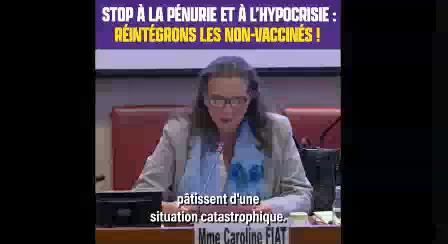 STOP À LA PÉNURIE ET À L'HYPOCRISIE :
RÉINTÉGRONS LES NON-VACCINÉS !
pâtissent d'une
situation catastrophique.
Mme Caroline FIAT